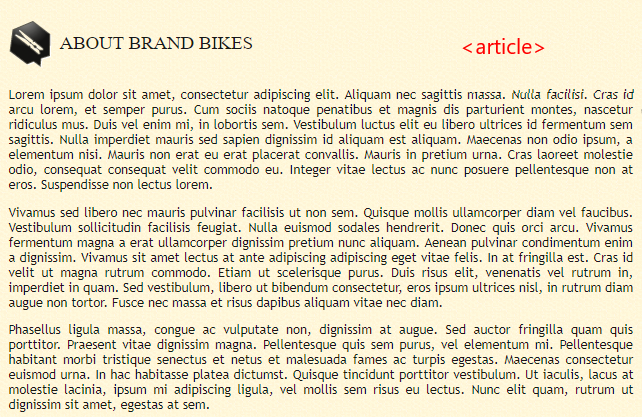 ABOUT BRAND BIKES
<article>
Lorem ipsum dolor sit amet, consectetur adipiscing elit. Aliquam nec sagittis massa. Nulla facilisi. Cras id
arcu lorem, et semper purus. Cum sociis natoque penatibus et magnis dis parturient montes, nascetur
ridiculus mus. Duis vel enim mi, in lobortis sem. Vestibulum luctus elit eu libero ultrices id fermentum sem
sagittis. Nulla imperdiet mauris sed sapien dignissim id aliquam est aliquam. Maecenas non odio ipsum, a
elementum nisi. Mauris non erat eu erat placerat convallis. Mauris in pretium urna. Cras laoreet molestie
odio, consequat consequat velit commodo eu. Integer vitae lectus ac nunc posuere pellentesque non at
eros. Suspendisse non lectus lorem.
Vivamus sed libero nec mauris pulvinar facilisis ut non sem. Quisque mollis ullamcorper diam vel faucibus.
Vestibulum sollicitudin facilisis feugiat. Nulla euismod sodales hendrerit. Donec quis orci arcu. Vivamus
fermentum magna a erat ullamcorper dignissim pretium nunc aliquam. Aenean pulvinar condimentum enim
a dignissim. Vivamus sit amet lectus at ante adipiscing adipiscing eget vitae felis. In at fringilla est. Cras id
velit ut magna rutrum commodo. Etiam ut scelerisque purus. Duis risus elit, venenatis vel rutrum in,
imperdiet in quam. Sed vestibulum, libero ut bibendum consectetur, eros ipsum ultrices nisl, in rutrum diam
augue non tortor. Fusce nec massa et risus dapibus aliquam vitae nec diam.
Phasellus ligula massa, congue ac vulputate non, dignissim at augue. Sed auctor fringilla quam quis
porttitor. Praesent vitae dignissim magna. Pellentesque quis sem purus, vel elementum mi. Pellentesque
habitant morbi tristique senectus et netus et malesuada fames ac turpis egestas. Maecenas consectetur
euismod urna. In hac habitasse platea dictumst. Quisque tincidunt porttitor vestibulum. Ut iaculis, lacus at
molestie lacinia, ipsum mi adipiscing ligula, vel mollis sem risus eu lectus. Nunc elit quam, rutrum ut
dignissim sit amet, egestas at sem.